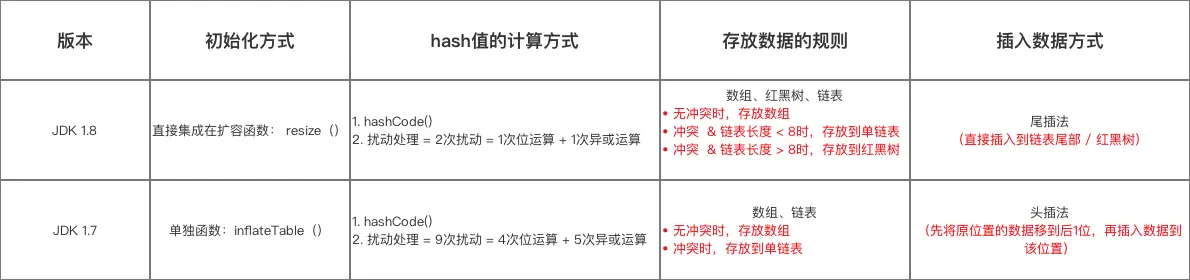 版本
初始化方式
hash值的计算方式
存放数据的规则
插入数据方式
JDK 1.8
直接集成在扩容函数： resize（）
1. hashCode()
2. 扰动处理 = 2次扰动 = 1次位运算 + 1次异或运算
数组、红黑树、链表
• 无冲突时，存放数组
• 冲突 & 链表长度 < 8时，存放到单链表
• 冲突 & 链表长度 > 8时，存放到红黑树
尾插法
（直接插入到链表尾部 / 红黑树）
JDK 1.7
单独函数：inflateTable（）
1. hashCode()
2. 扰动处理 = 9次扰动 = 4次位运算 + 5次异或运算
数组、链表
• 无冲突时，存放数组
• 冲突时，存放到单链表
头插法
（先将原位置的数据移到后1位，再插入数据到
该位置）